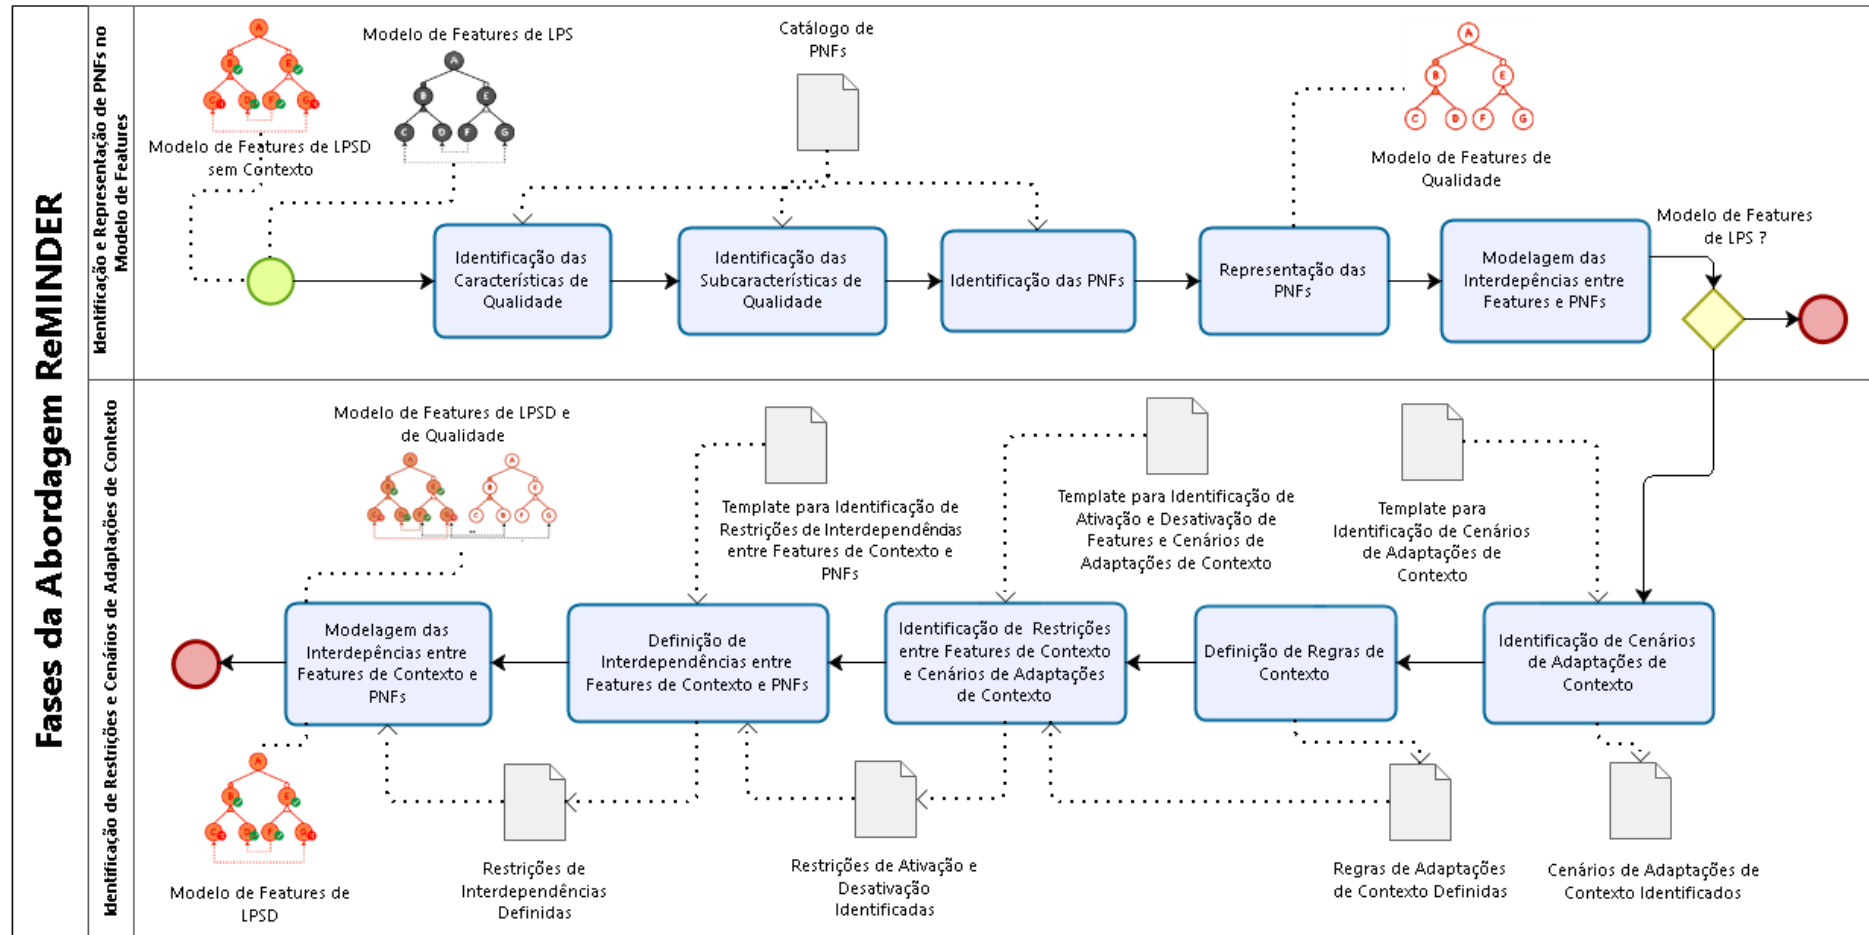 Fases da Abordagem ReMINDER
Identificação e Representação de PNFs no
Modelo de Features
Modelo de Features de LPSD
sem Contexto
Modelo de Features de LPS
Catálogo de
PNFs
Modelo de Features de
Qualidade
Identificação das
Características de
Qualidade
Identificação das
Subcaracterísticas de
Qualidade
Identificação das PNFs
Representação das
PNFs
Modelagem das
Interdepências entre
Features e PNFs
Modelo de Features
de LPS ?
Identificação de Restrições e Cenários de Adaptações de Contexto
Modelo de Features de LPSD e
de Qualidade
Template para Identificação de
Restrições de Interdependências
entre Features de Contexto e
PNFs
Template para Identificação de
Ativação e Desativação de
Features e Cenários de
Adaptações de Contexto
Template para
Identificação de Cenários
de Adaptações de
Contexto
Modelagem das
Interdepências entre
Features de Contexto e
PNFs
Definição de
Interdependências entre
Features de Contexto e PNFs
Identificação de Restrições
entre Features de Contexto
e Cenários de Adaptações
de Contexto
Definição de Regras de
Contexto
Identificação de Cenários
de Adaptações de
Contexto
Modelo de Features de
LPSD
Restrições de
Interdependências
Definidas
Restrições de Ativação e
Desativação
Identificadas
Regras de Adaptações
de Contexto Definidas
Cenários de Adaptações de
Contexto Identificados
A
B E
C D F G
A
B E
C D F G
A
B E
C D F G